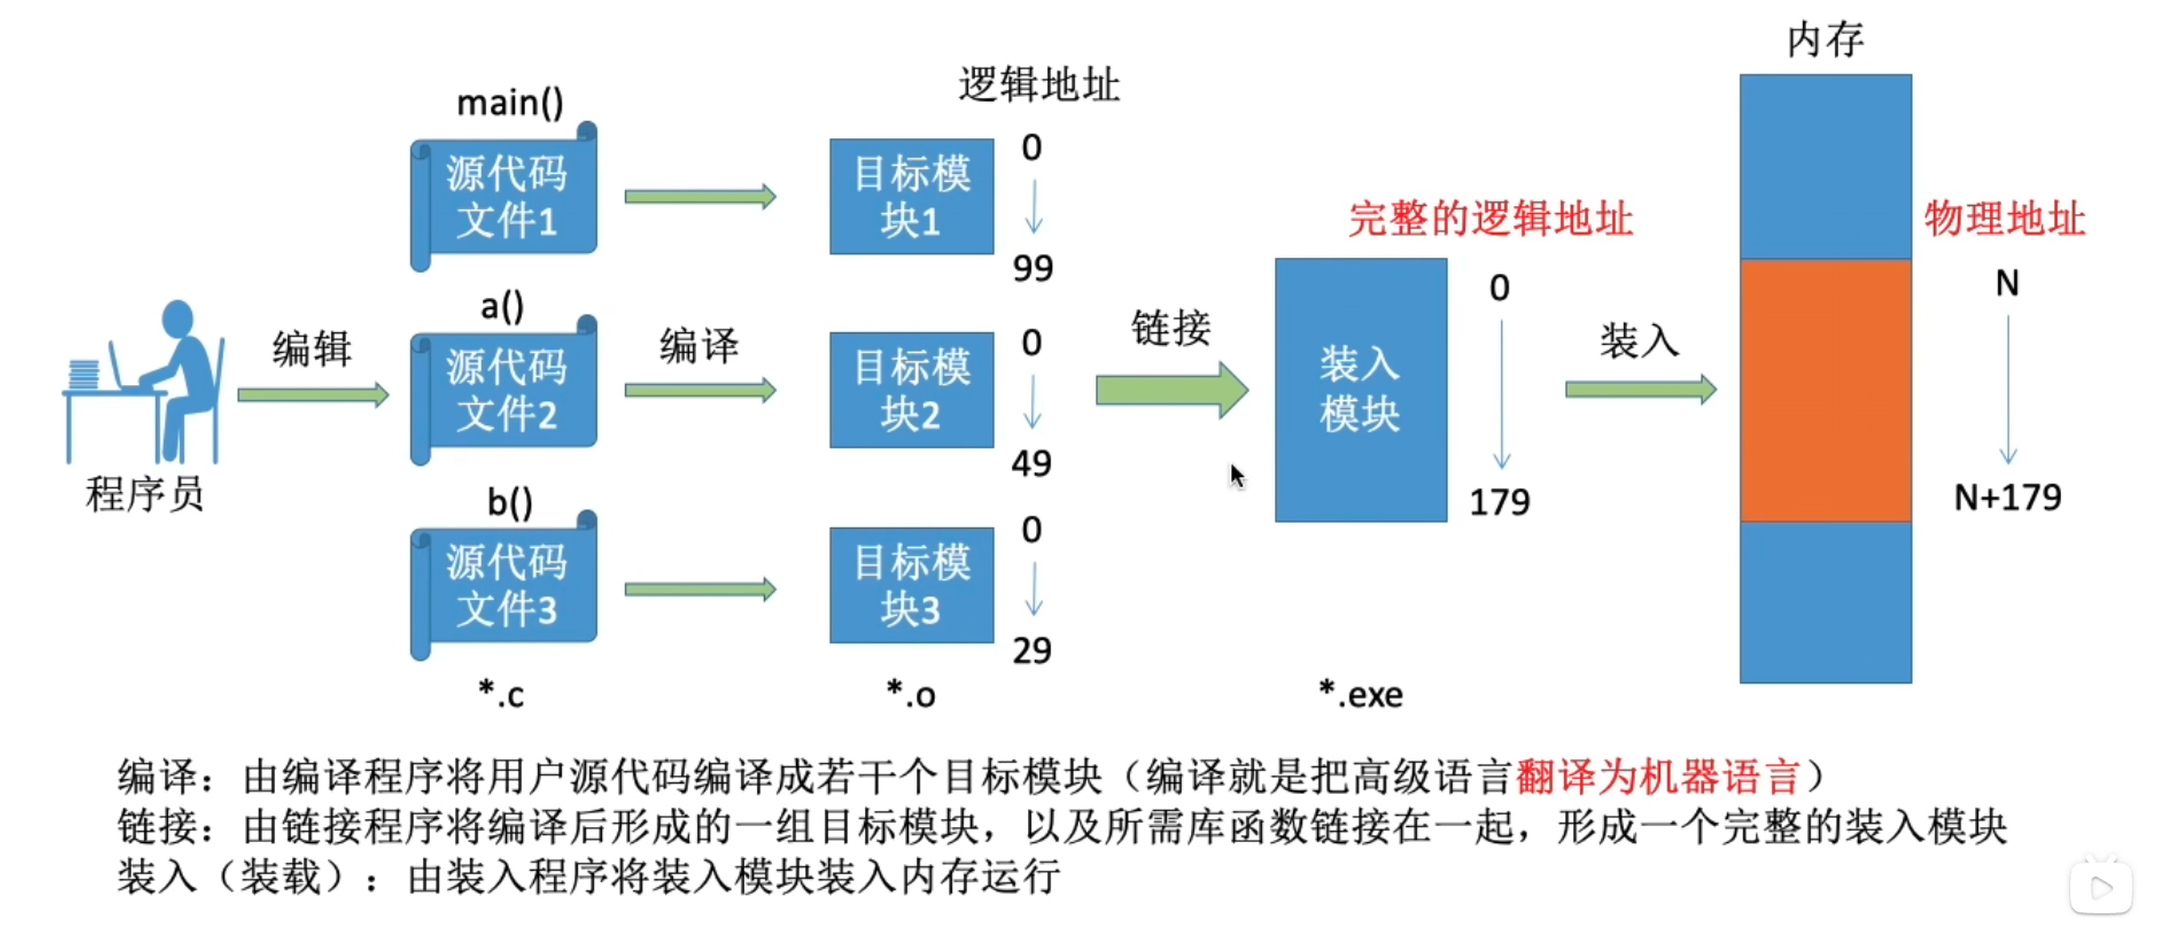 内存
逻辑地址
main()
源代码
文件1
目标模
块1
0
99
完整的逻辑地址
物理地址
a()
源代码
文件2
目标模
块2
0
49
编辑
编译
链接
装入
模块
0
179
装入
N
N+179
程序员
b()
源代码
文件3
目标模
块3
0
29
*.c
*.o
*.exe
编译：由编译程序将用户源代码编译成若干个目标模块（编译就是把高级语言翻译为机器语言）
链接：由链接程序将编译后形成的一组目标模块，以及所需库函数链接在一起，形成一个完整的装入模块
装入（装载）：由装入程序将装入模块装入内存运行